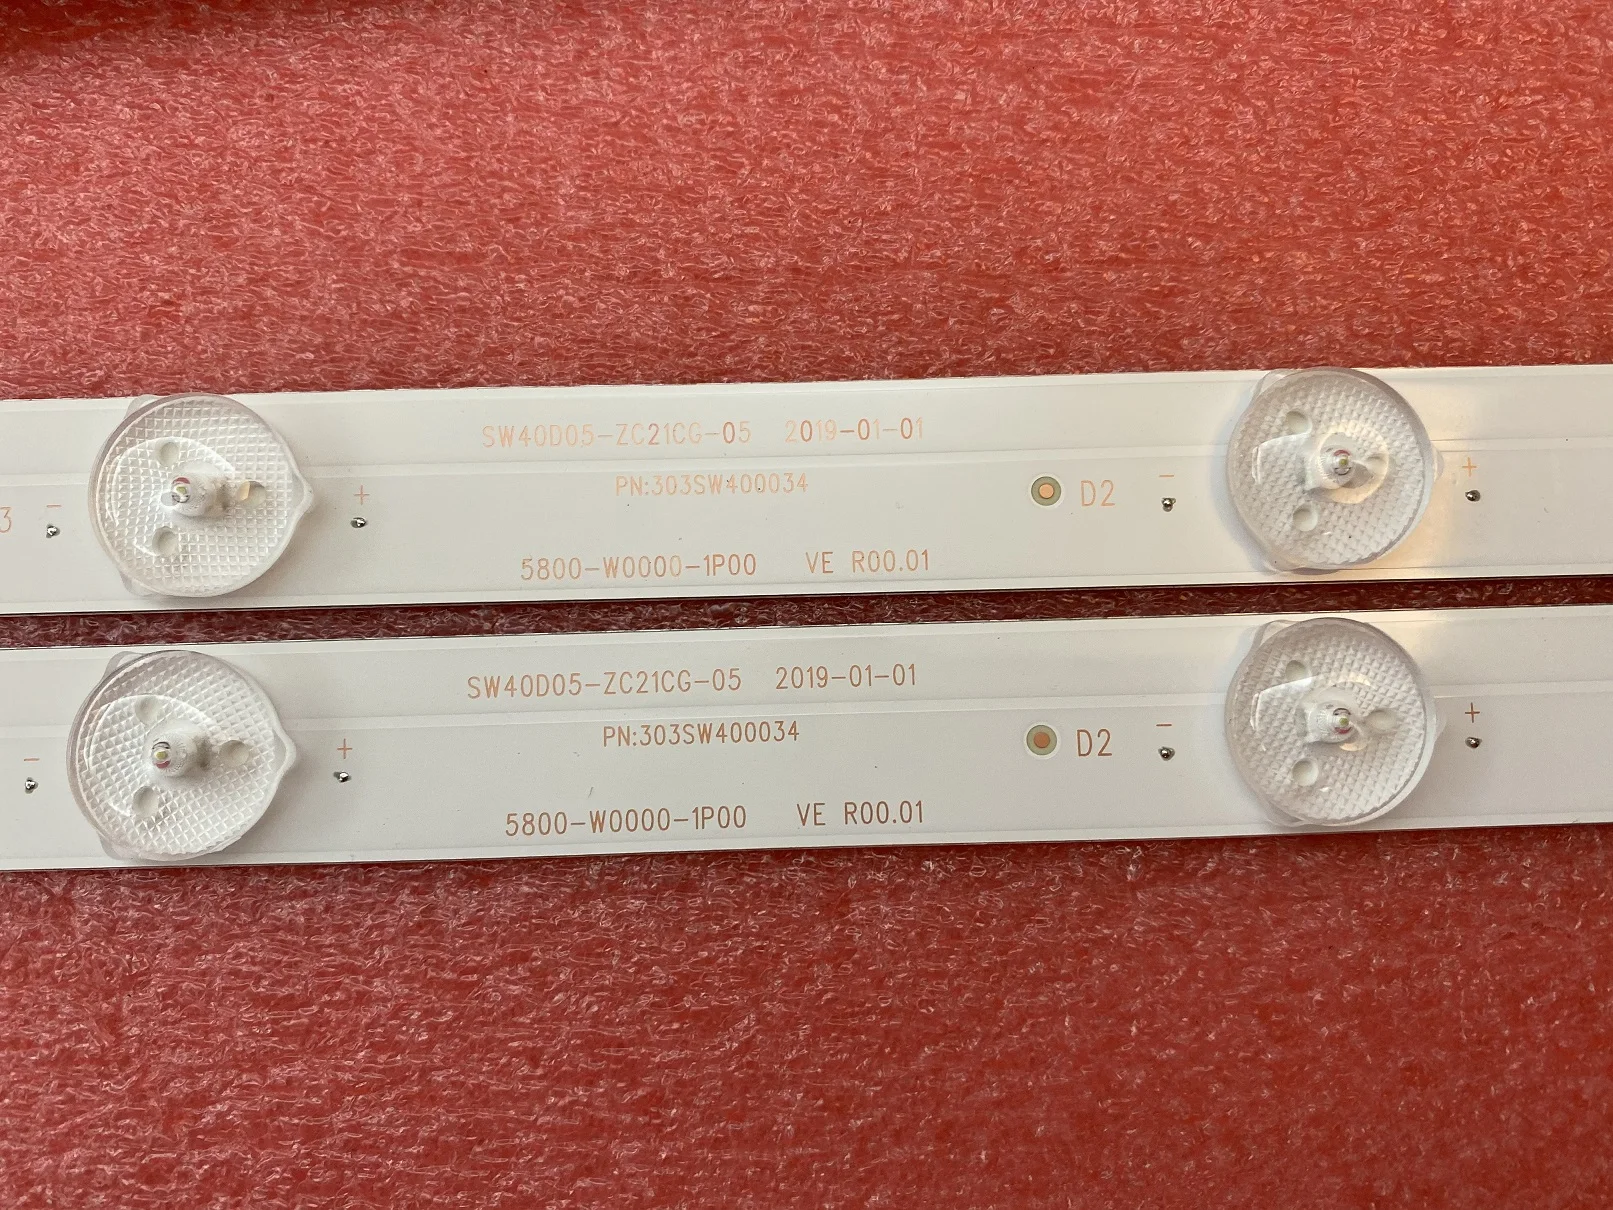 SW40D05-ZC21CG-05 2019-01-01
PN:303SW400034
3 - + D2 - +
5800-W0000-1P00 VE R00.01
SW40D05-ZC21CG-05 2019-01-01
PN:303SW400034
- + D2 - +
5800-W0000-1P00 VE R00.01